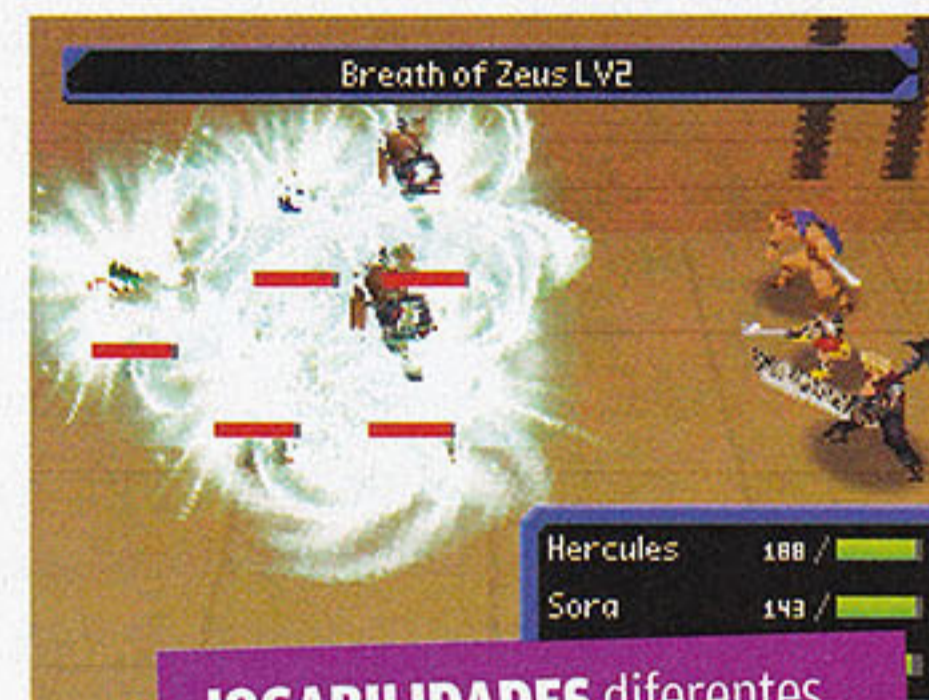 Breath of Zeus LV2
Hercules 188 /
Sora 143 /
JOGABILIDADES diferentes